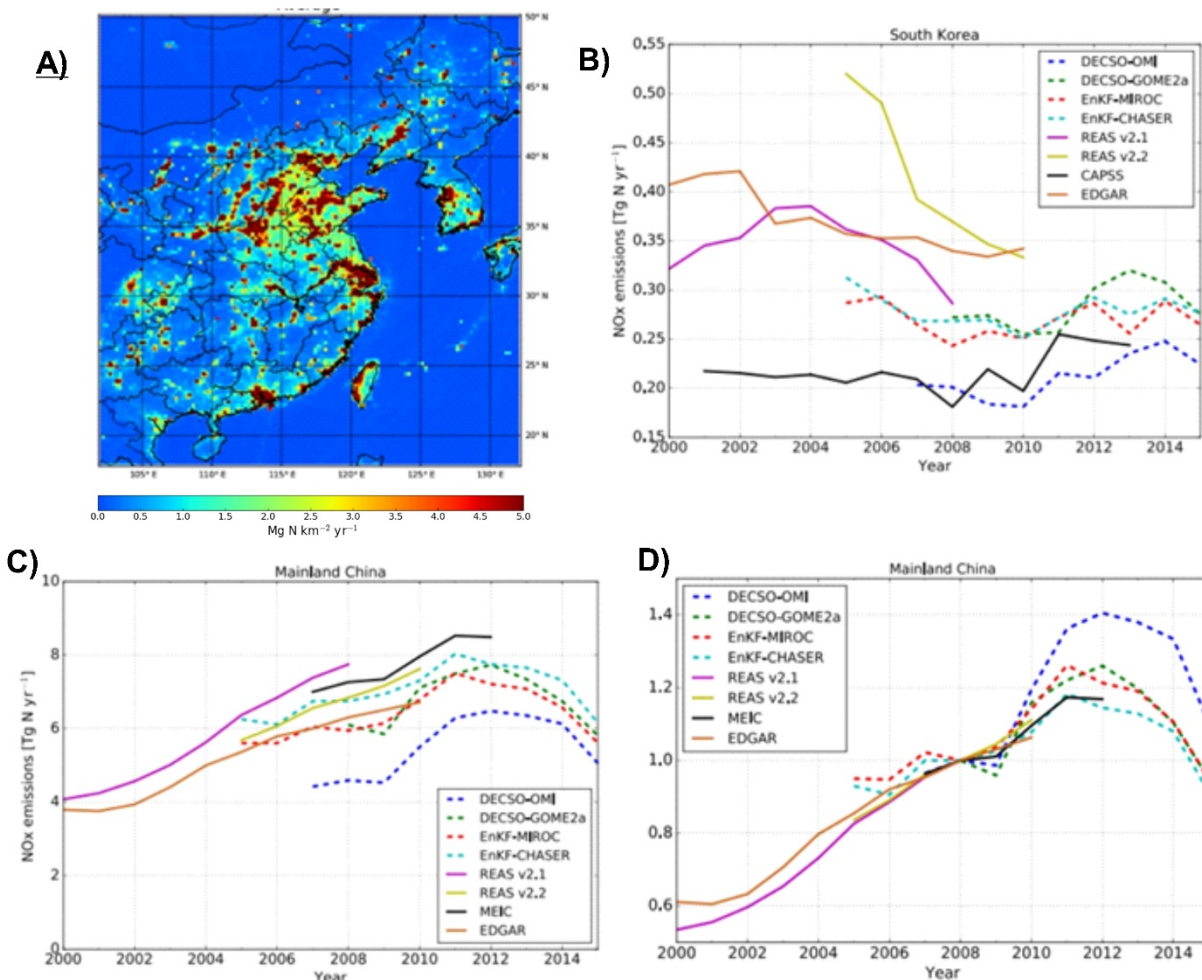 Average
A)
50° N
45° N
40° N
35° N
30° N
25° N
20° N
105° E 110° E 115° E 120° E 125° E 130° E
0.0 0.5 1.0 1.5 2.0 2.5 3.0 3.5 4.0 4.5 5.0
Mg N km⁻² yr⁻¹
B)
South Korea
NOx emissions [Tg N yr⁻¹]
0.55
0.50
0.45
0.40
0.35
0.30
0.25
0.20
0.15
DECSO-OMI
DECSO-GOME2a
EnKF-MIROC
EnKF-CHASER
REAS v2.1
REAS v2.2
CAPSS
EDGAR
2000 2002 2004 2006 2008 2010 2012 2014
Year
C)
Mainland China
NOx emissions [Tg N yr⁻¹]
10
8
6
4
2
0
DECSO-OMI
DECSO-GOME2a
EnKF-MIROC
EnKF-CHASER
REAS v2.1
REAS v2.2
MEIC
EDGAR
2000 2002 2004 2006 2008 2010 2012 2014
Year
D)
Mainland China
1.4
1.2
1.0
0.8
0.6
DECSO-OMI
DECSO-GOME2a
EnKF-MIROC
EnKF-CHASER
REAS v2.1
REAS v2.2
MEIC
EDGAR
2000 2002 2004 2006 2008 2010 2012 2014
Year